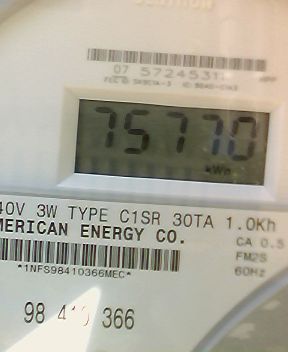 07 5724531
75770
kWh
40V 3W TYPE C1SR 30TA 1.0Kh
MERICAN ENERGY CO.
CA 0.5
FM2S
60Hz
*1NFS98410366MEC*
98 410 366